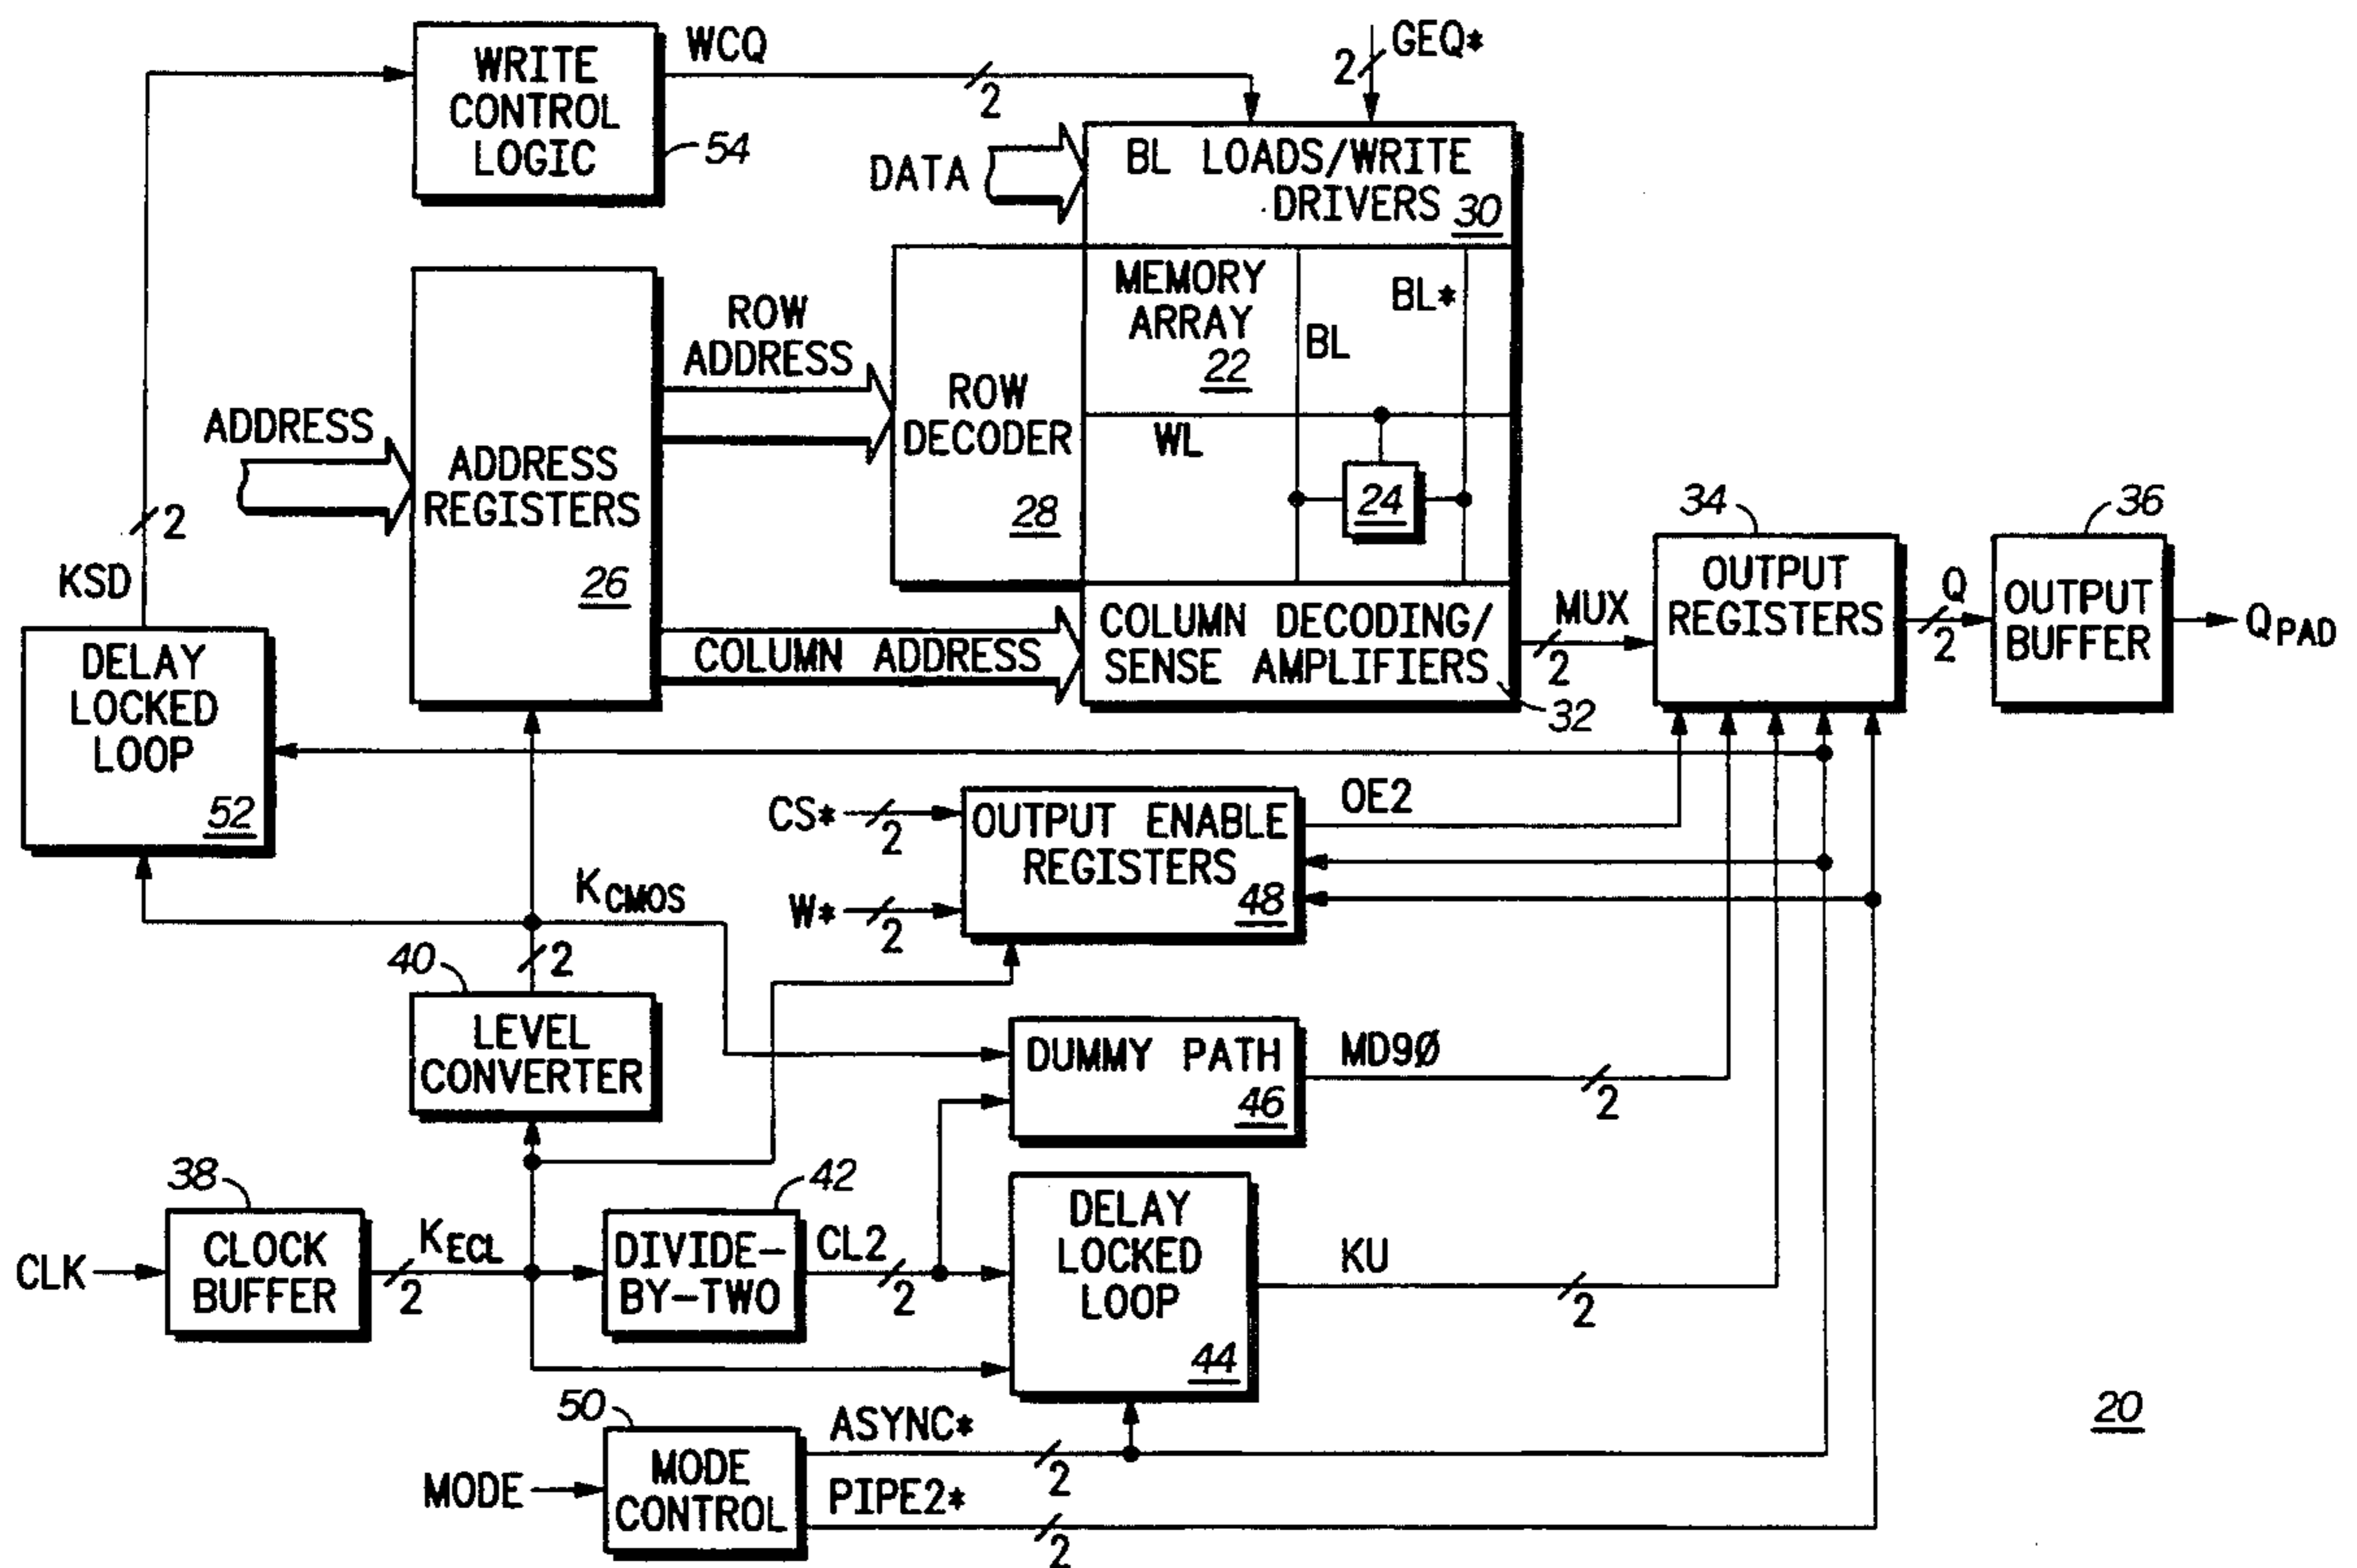 WCQ
GEQ*
2
WRITE
CONTROL
LOGIC
54
2
DATA
BL LOADS/WRITE
DRIVERS 30
MEMORY
ARRAY
22
BL
BL*
WL
24
ROW
ADDRESS
ROW
DECODER
28
ADDRESS
ADDRESS
REGISTERS
26
2
KSD
COLUMN ADDRESS
COLUMN DECODING/
SENSE AMPLIFIERS
32
MUX
2
34
OUTPUT
REGISTERS
Q
2
36
OUTPUT
BUFFER
QPAD
DELAY
LOCKED
LOOP
52
CS*
2
W*
2
OUTPUT ENABLE
REGISTERS
48
OE2
KCMOS
2
40
LEVEL
CONVERTER
DUMMY PATH
46
MD9Ø
2
38
CLK
CLOCK
BUFFER
KECL
2
42
DIVIDE-
BY-TWO
CL2
2
DELAY
LOCKED
LOOP
44
KU
2
50
MODE
MODE
CONTROL
ASYNC*
2
PIPE2*
2
20